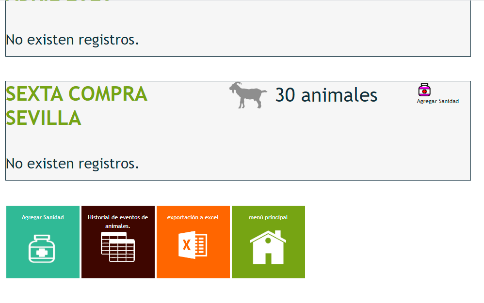 No existen registros.
SEXTA COMPRA
SEVILLA
30 animales
Agregar Sanidad
No existen registros.
Agregar Sanidad
Historial de eventos de
animales.
exportación a excel
menú principal